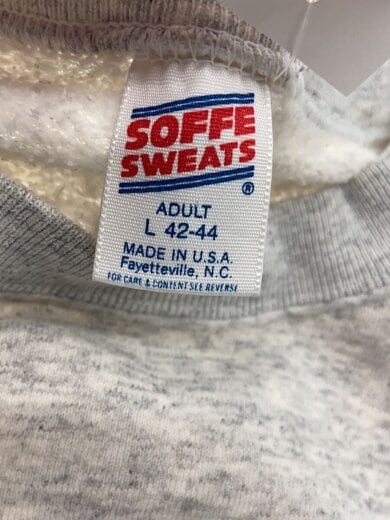 SOFFE
SWEATS
®
ADULT
L 42-44
MADE IN U.S.A.
Fayetteville, N.C.
FOR CARE & CONTENT SEE REVERSE